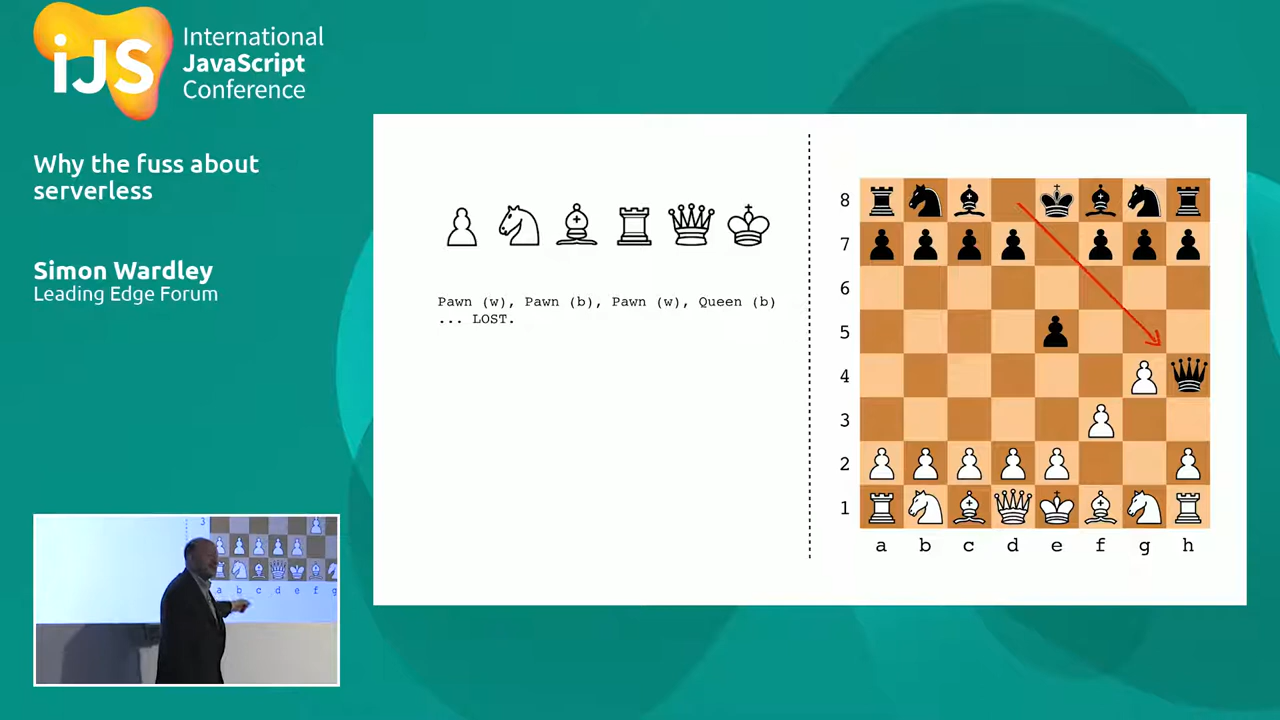 iJS
International
JavaScript
Conference
Why the fuss about
serverless
Simon Wardley
Leading Edge Forum
Pawn (w), Pawn (b), Pawn (w), Queen (b)
... LOST.
8
7
6
5
4
3
2
1
a b c d e f g h
3
a b c d e f g